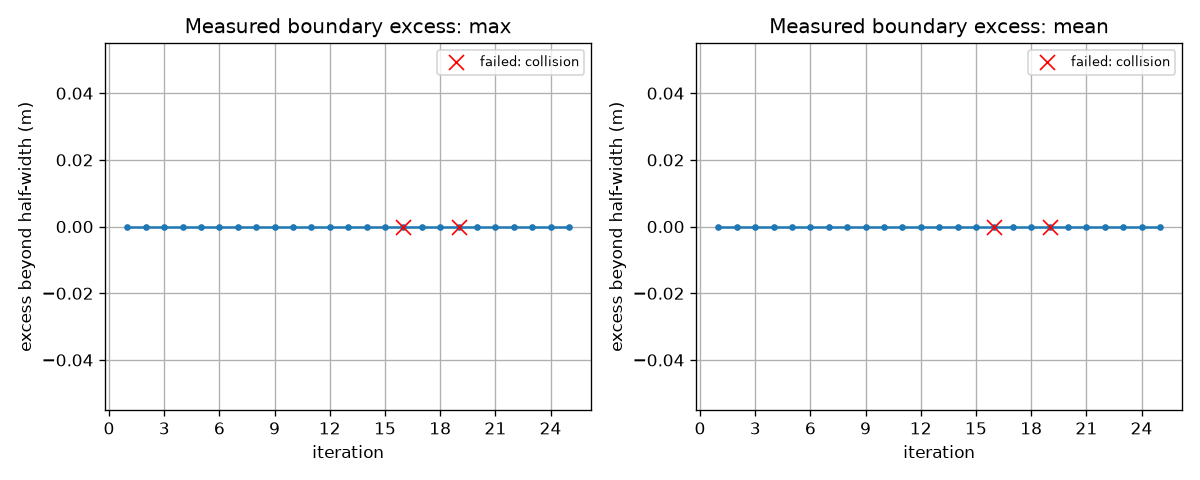 Measured boundary excess: max
failed: collision
excess beyond half-width (m)
0.04
0.02
0.00
−0.02
−0.04
0 3 6 9 12 15 18 21 24
iteration
Measured boundary excess: mean
failed: collision
excess beyond half-width (m)
0.04
0.02
0.00
−0.02
−0.04
0 3 6 9 12 15 18 21 24
iteration